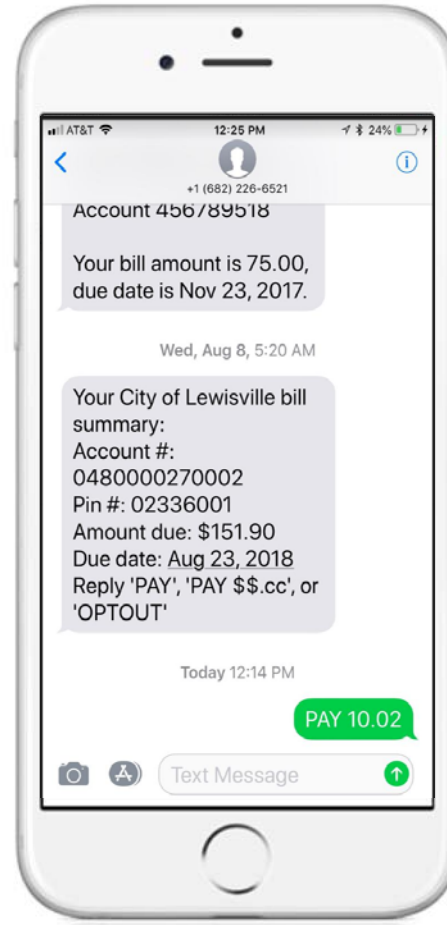 AT&T 12:25 PM 24%
+1 (682) 226-6521
Account 456789518
Your bill amount is 75.00,
due date is Nov 23, 2017.
Wed, Aug 8, 5:20 AM
Your City of Lewisville bill
summary:
Account #:
0480000270002
Pin #: 02336001
Amount due: $151.90
Due date: Aug 23, 2018
Reply 'PAY', 'PAY $$.cc', or
'OPTOUT'
Today 12:14 PM
PAY 10.02
Text Message